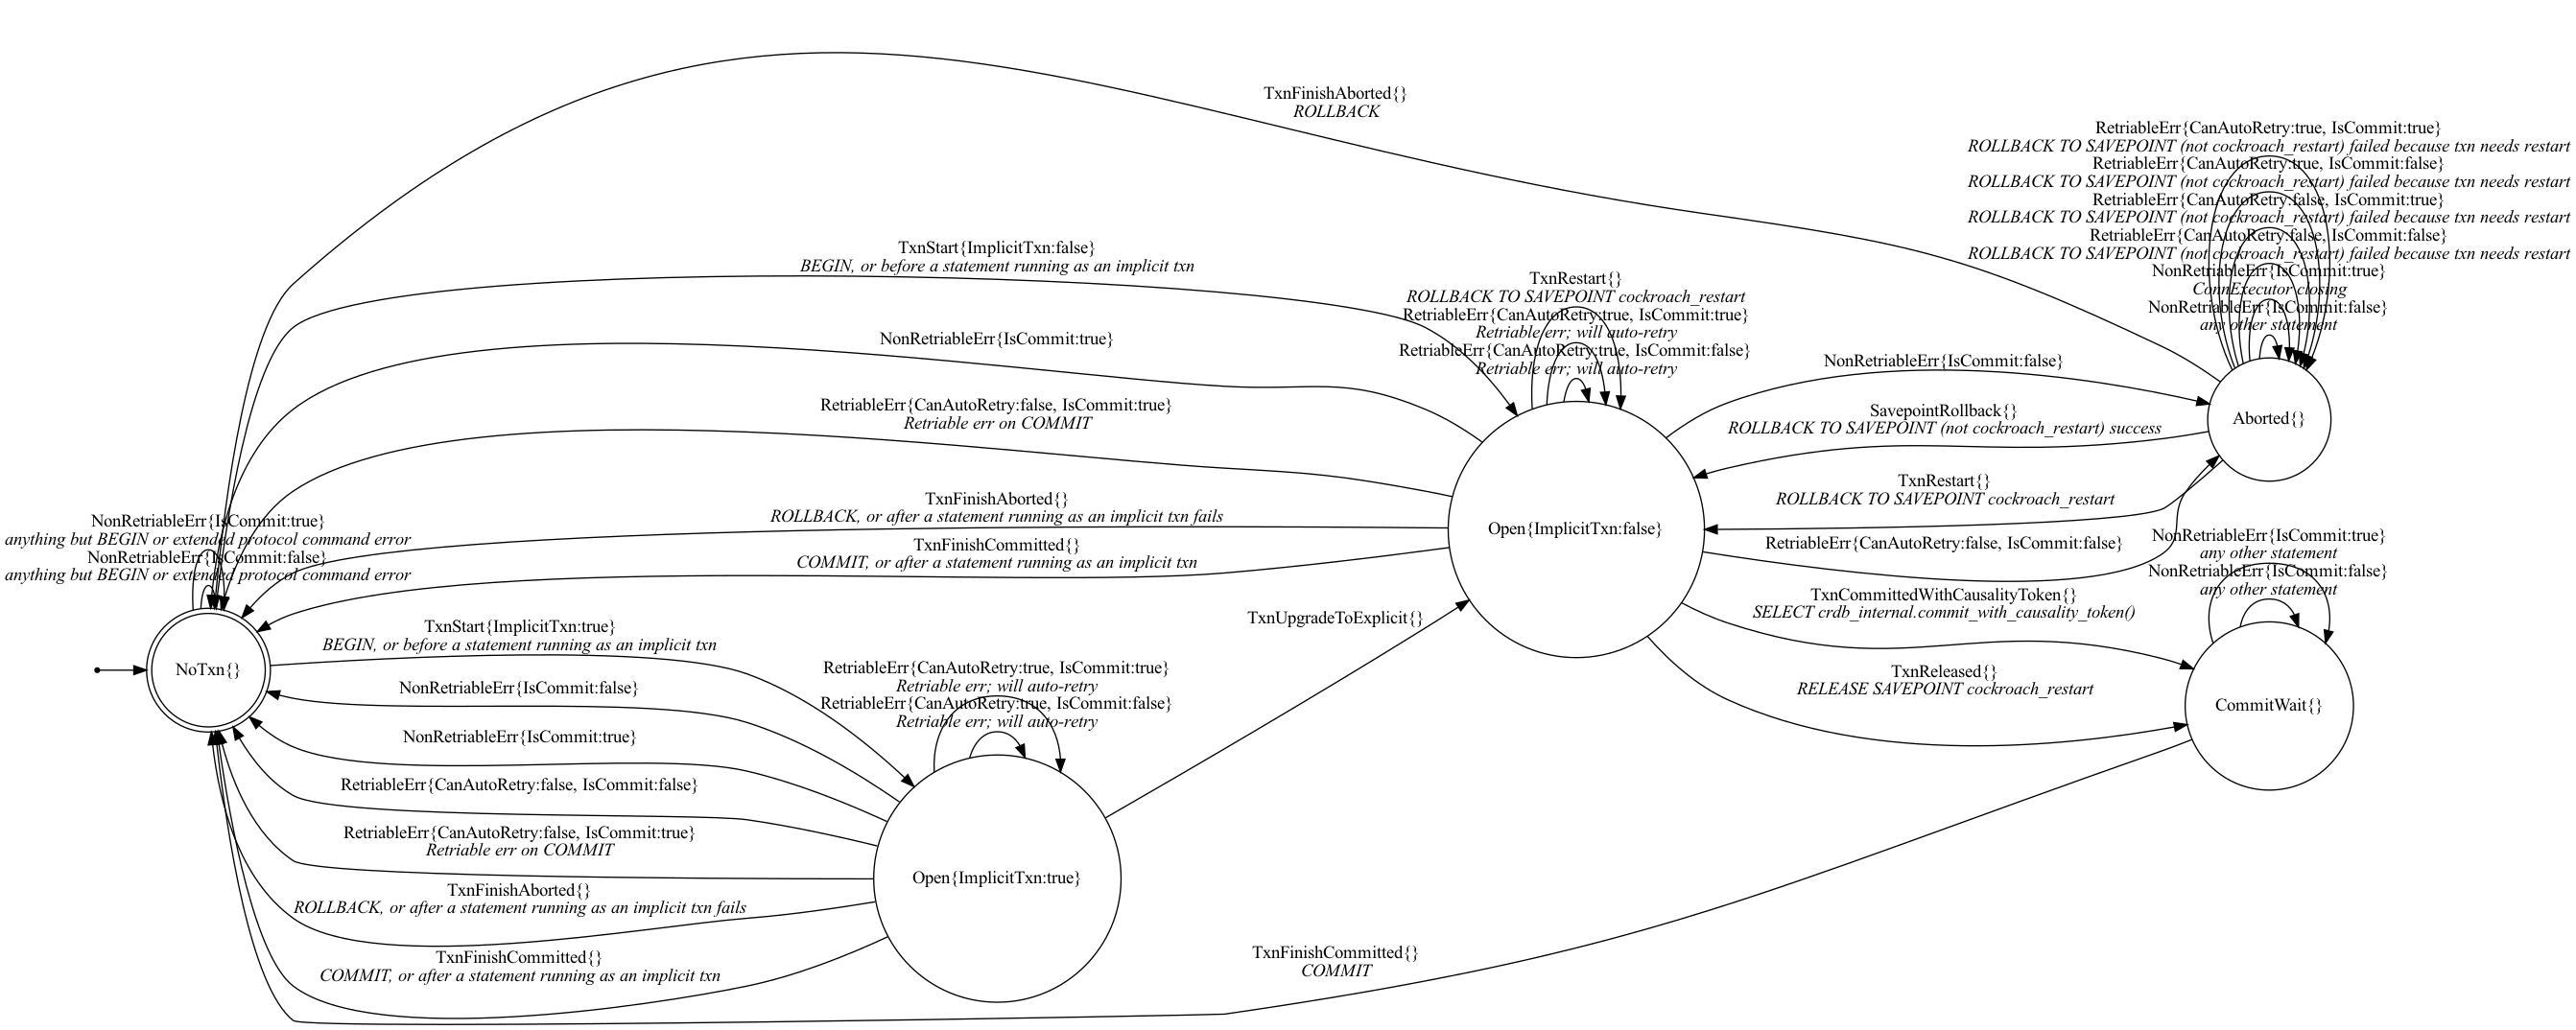 TxnFinishAborted{}
ROLLBACK
RetriableErr{CanAutoRetry:true, IsCommit:true}
ROLLBACK TO SAVEPOINT (not cockroach_restart) failed because txn needs restart
RetriableErr{CanAutoRetry:true, IsCommit:false}
ROLLBACK TO SAVEPOINT (not cockroach_restart) failed because txn needs restart
RetriableErr{CanAutoRetry:false, IsCommit:true}
ROLLBACK TO SAVEPOINT (not cockroach_restart) failed because txn needs restart
RetriableErr{CanAutoRetry:false, IsCommit:false}
ROLLBACK TO SAVEPOINT (not cockroach_restart) failed because txn needs restart
NonRetriableErr{IsCommit:true}
ConnExecutor closing
NonRetriableErr{IsCommit:false}
any other statement
Aborted{}
TxnStart{ImplicitTxn:false}
BEGIN, or before a statement running as an implicit txn
TxnRestart{}
ROLLBACK TO SAVEPOINT cockroach_restart
RetriableErr{CanAutoRetry:true, IsCommit:true}
Retriable err; will auto-retry
RetriableErr{CanAutoRetry:true, IsCommit:false}
Retriable err; will auto-retry
NonRetriableErr{IsCommit:true}
NonRetriableErr{IsCommit:false}
RetriableErr{CanAutoRetry:false, IsCommit:true}
Retriable err on COMMIT
SavepointRollback{}
ROLLBACK TO SAVEPOINT (not cockroach_restart) success
TxnRestart{}
ROLLBACK TO SAVEPOINT cockroach_restart
TxnFinishAborted{}
ROLLBACK, or after a statement running as an implicit txn fails
Open{ImplicitTxn:false}
RetriableErr{CanAutoRetry:false, IsCommit:false}
TxnFinishCommitted{}
COMMIT, or after a statement running as an implicit txn
NonRetriableErr{IsCommit:true}
anything but BEGIN or extended protocol command error
NonRetriableErr{IsCommit:false}
anything but BEGIN or extended protocol command error
NoTxn{}
NonRetriableErr{IsCommit:true}
any other statement
NonRetriableErr{IsCommit:false}
any other statement
CommitWait{}
TxnCommittedWithCausalityToken{}
SELECT crdb_internal.commit_with_causality_token()
TxnReleased{}
RELEASE SAVEPOINT cockroach_restart
TxnUpgradeToExplicit{}
TxnStart{ImplicitTxn:true}
BEGIN, or before a statement running as an implicit txn
RetriableErr{CanAutoRetry:true, IsCommit:true}
Retriable err; will auto-retry
RetriableErr{CanAutoRetry:true, IsCommit:false}
Retriable err; will auto-retry
NonRetriableErr{IsCommit:false}
NonRetriableErr{IsCommit:true}
RetriableErr{CanAutoRetry:false, IsCommit:false}
RetriableErr{CanAutoRetry:false, IsCommit:true}
Retriable err on COMMIT
Open{ImplicitTxn:true}
TxnFinishAborted{}
ROLLBACK, or after a statement running as an implicit txn fails
TxnFinishCommitted{}
COMMIT, or after a statement running as an implicit txn
TxnFinishCommitted{}
COMMIT